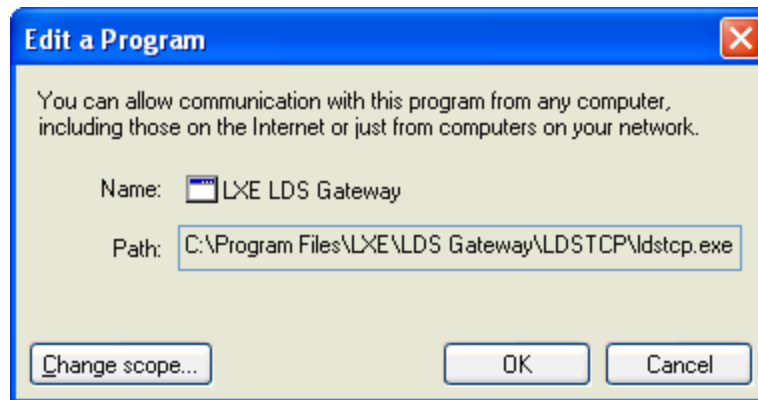 Edit a Program
You can allow communication with this program from any computer,
including those on the Internet or just from computers on your network.
Name: LXE LDS Gateway
Path: C:\Program Files\LXE\LDS Gateway\LDSTCP\ldstcp.exe
Change scope... OK Cancel